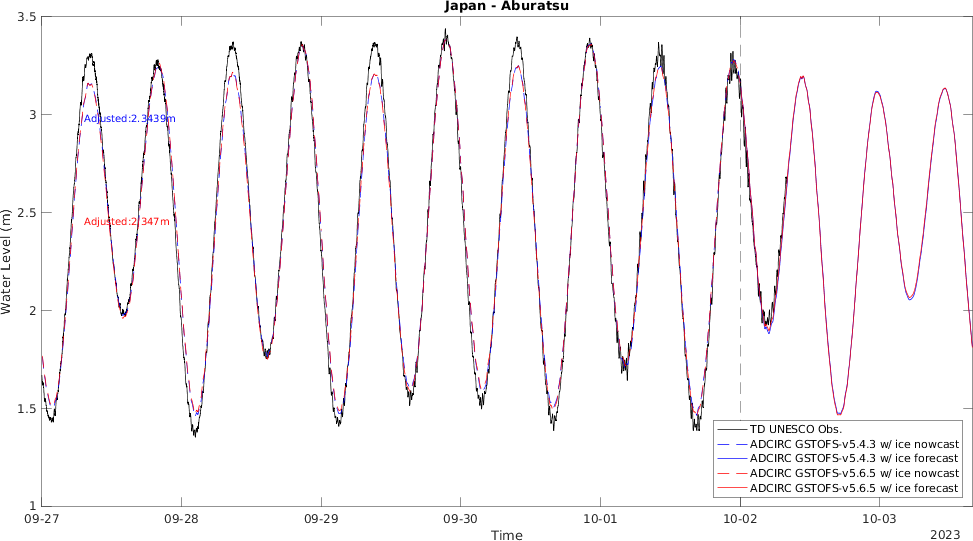 Japan - Aburatsu
3.5
3
2.5
2
1.5
1
Water Level (m)
Adjusted:2.3439m
Adjusted:2.347m
TD UNESCO Obs.
ADCIRC GSTOFS-v5.4.3 w/ ice nowcast
ADCIRC GSTOFS-v5.4.3 w/ ice forecast
ADCIRC GSTOFS-v5.6.5 w/ ice nowcast
ADCIRC GSTOFS-v5.6.5 w/ ice forecast
09-27
09-28
09-29
09-30
10-01
10-02
10-03
Time
2023